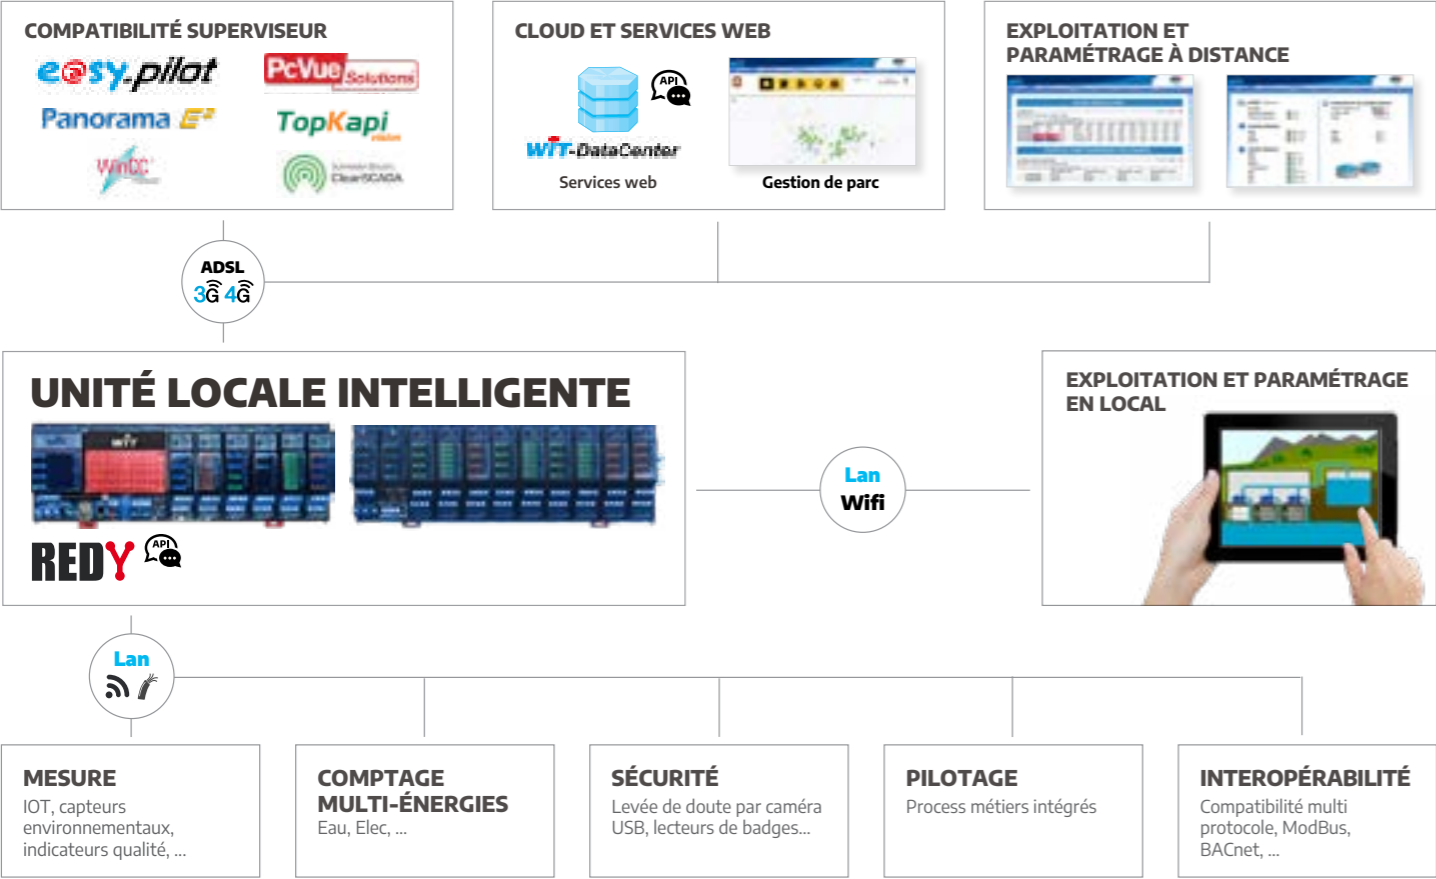 COMPATIBILITÉ SUPERVISEUR
e@sy.pilot
PcVue Solutions
Panorama E²
TopKapi
vision
WinCC
ClearSCADA
CLOUD ET SERVICES WEB
API
WIT-DataCenter
Services web
Gestion de parc
EXPLOITATION ET
PARAMÉTRAGE À DISTANCE
ADSL
3G 4G
UNITÉ LOCALE INTELLIGENTE
WIT
REDY
API
Lan
Wifi
EXPLOITATION ET PARAMÉTRAGE
EN LOCAL
Lan
MESURE
IOT, capteurs
environnementaux,
indicateurs qualité, ...
COMPTAGE
MULTI-ÉNERGIES
Eau, Elec, ...
SÉCURITÉ
Levée de doute par caméra
USB, lecteurs de badges...
PILOTAGE
Process métiers intégrés
INTEROPÉRABILITÉ
Compatibilité multi
protocole, ModBus,
BACnet, ...